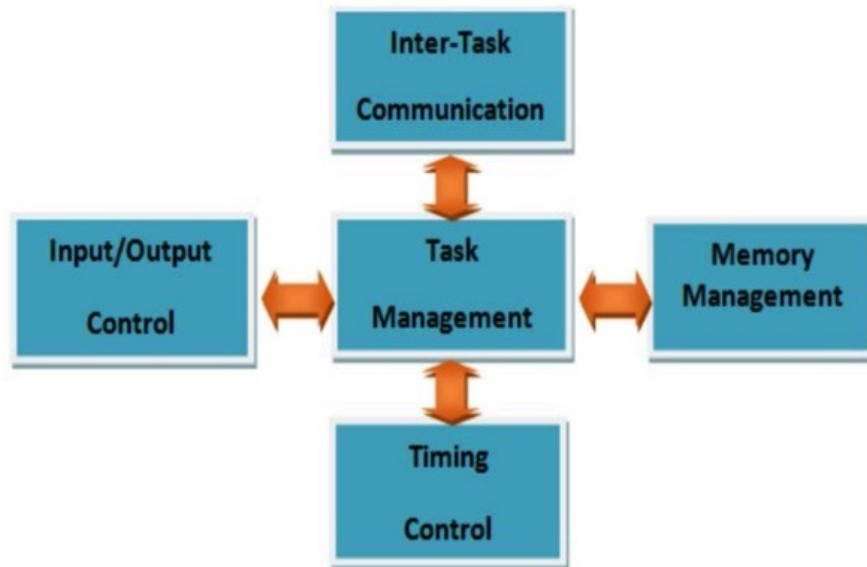 Inter-Task
Communication
Input/Output
Control
Task
Management
Memory
Management
Timing
Control